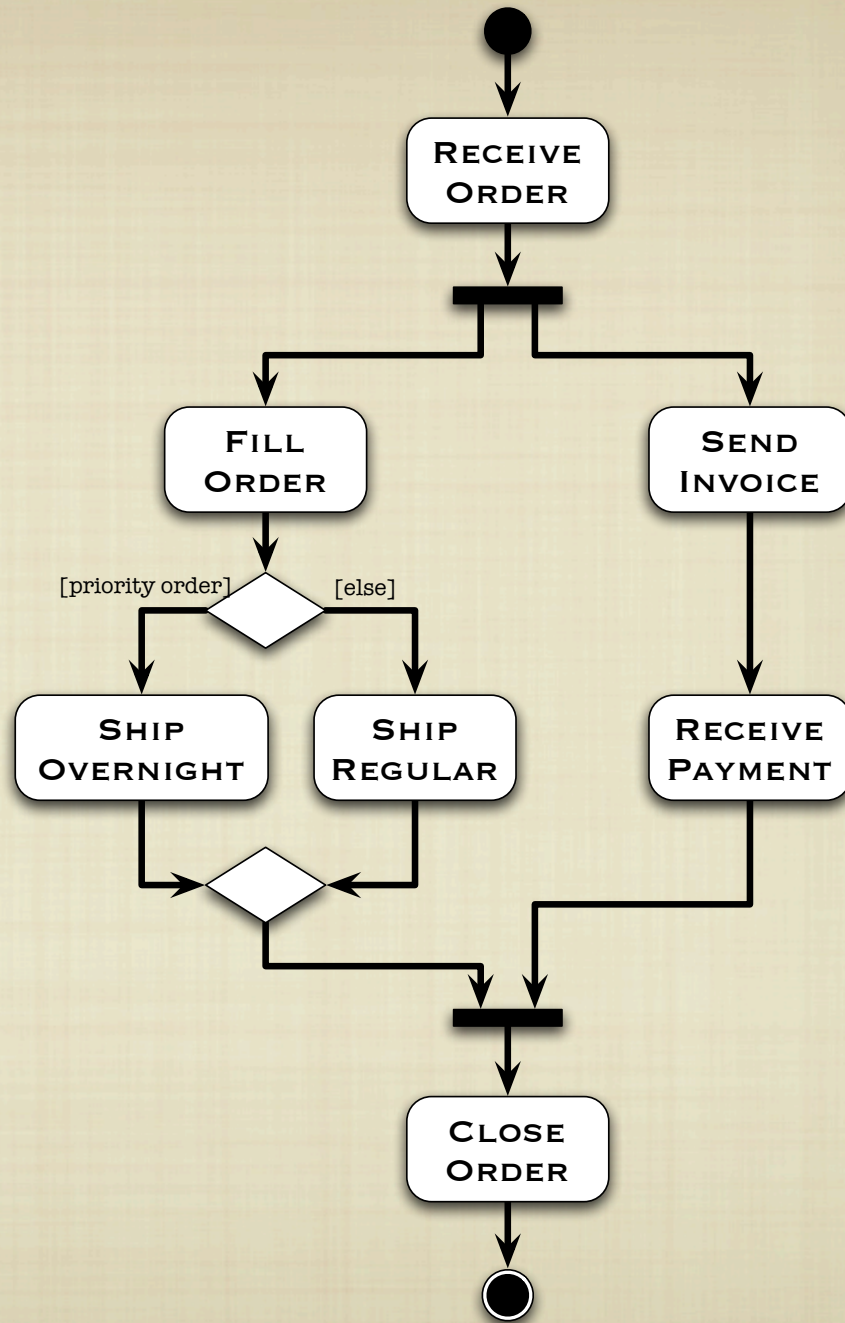 RECEIVE
ORDER
FILL
ORDER
SEND
INVOICE
[priority order]
[else]
SHIP
OVERNIGHT
SHIP
REGULAR
RECEIVE
PAYMENT
CLOSE
ORDER